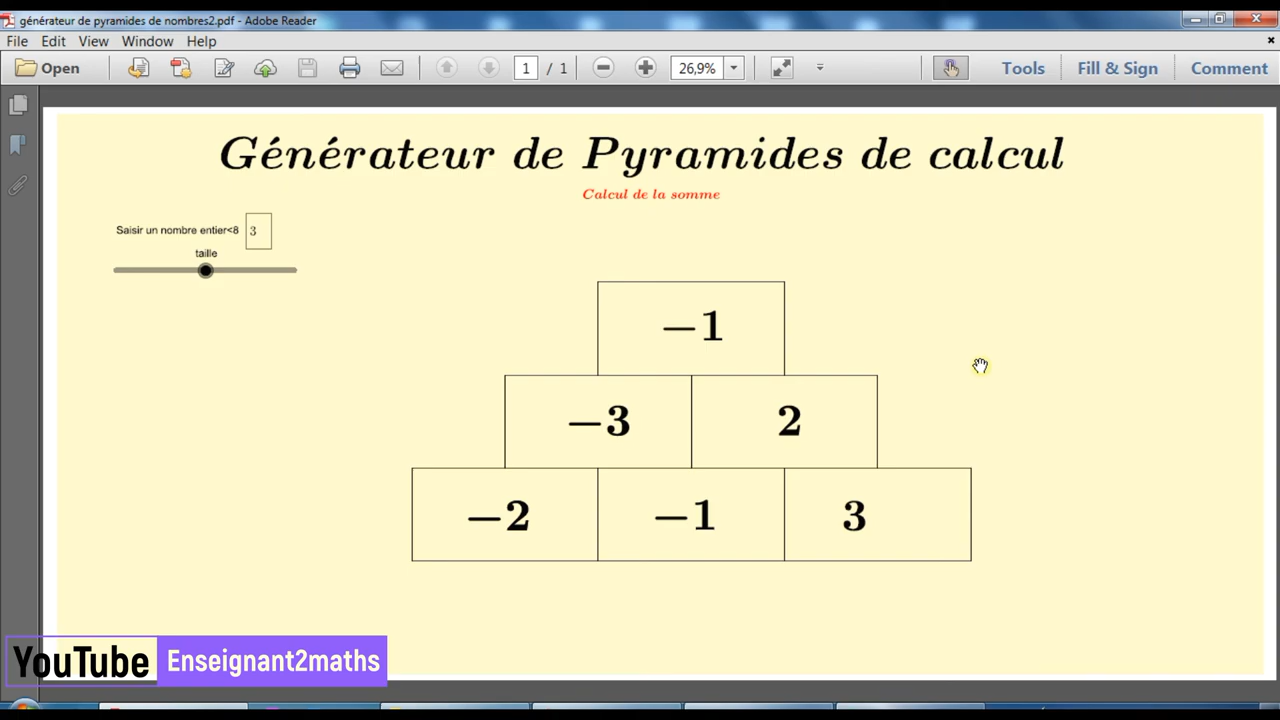 générateur de pyramides de nombres2.pdf - Adobe Reader
File Edit View Window Help
Open 1 / 1 26,9% Tools Fill & Sign Comment
Générateur de Pyramides de calcul
Calcul de la somme
Saisir un nombre entier<8 3
taille
−1
−3 2
−2 −1 3
YouTube Enseignant2maths